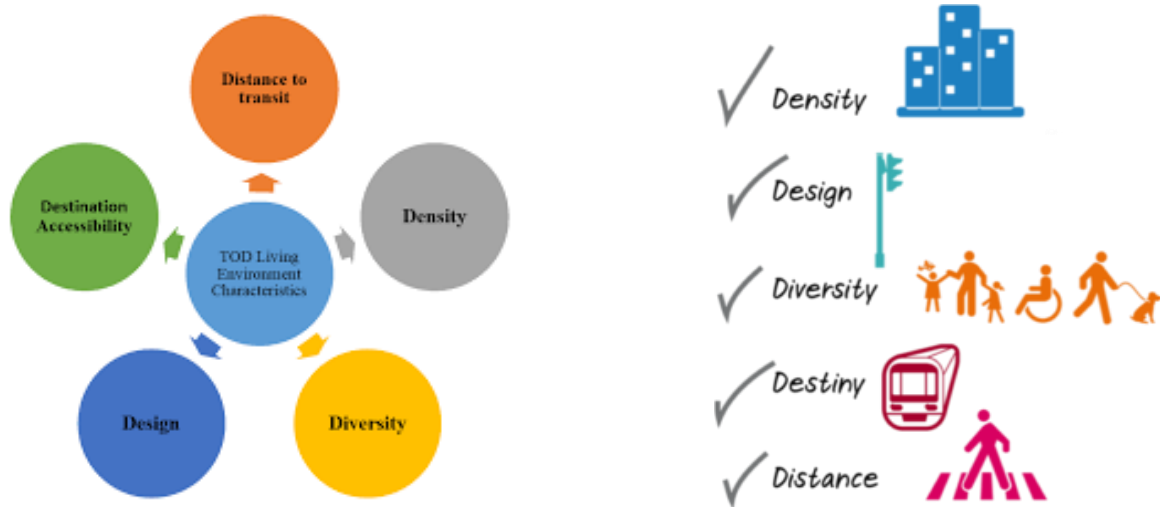 Distance to
transit
Destination
Accessibility
Density
TOD Living
Environment
Characteristics
Design
Diversity
Density
Design
Diversity
Destiny
Distance